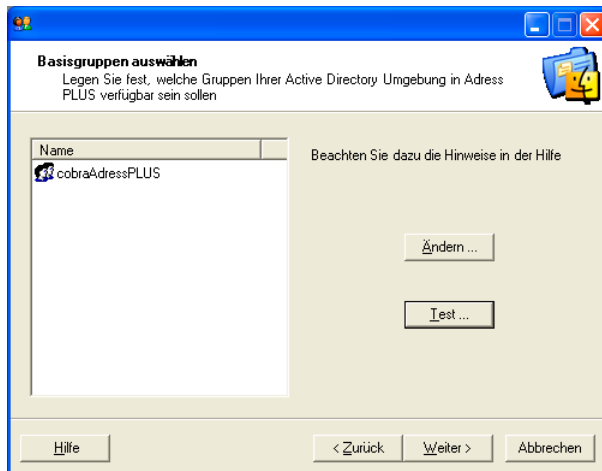 Basisgruppen auswählen
Legen Sie fest, welche Gruppen Ihrer Active Directory Umgebung in Adress
PLUS verfügbar sein sollen
Name
Beachten Sie dazu die Hinweise in der Hilfe
cobraAdressPLUS
Ändern ...
Test ...
Hilfe
< Zurück
Weiter >
Abbrechen